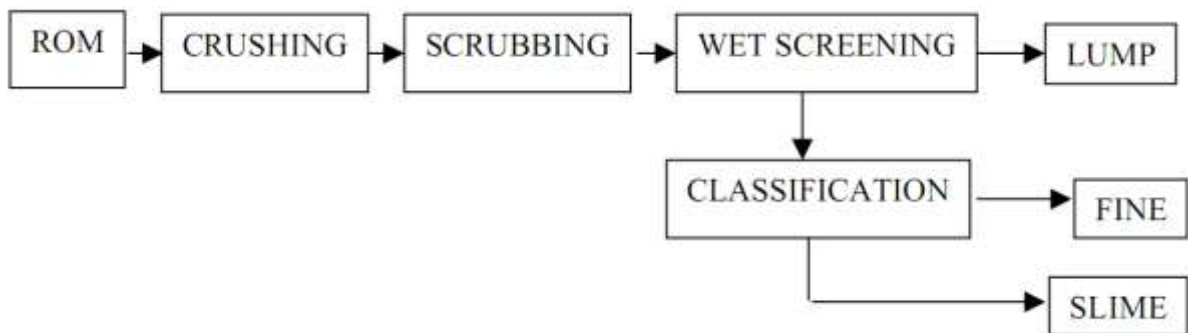 ROM
CRUSHING
SCRUBBING
WET SCREENING
LUMP
CLASSIFICATION
FINE
SLIME